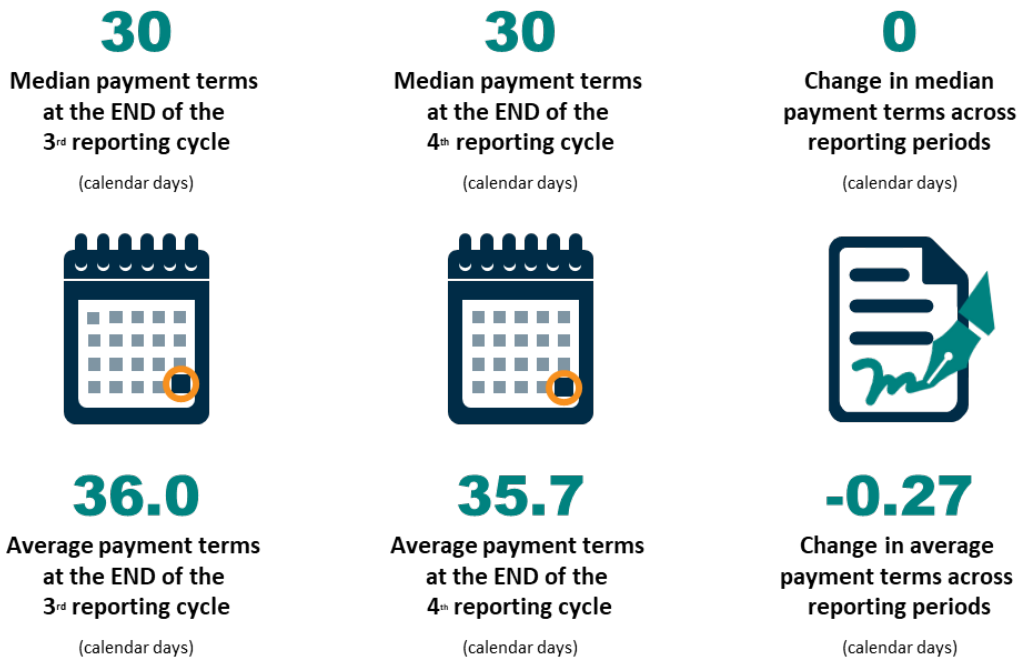 30
Median payment terms
at the END of the
3rd reporting cycle
(calendar days)
30
Median payment terms
at the END of the
4th reporting cycle
(calendar days)
0
Change in median
payment terms across
reporting periods
(calendar days)
36.0
Average payment terms
at the END of the
3rd reporting cycle
(calendar days)
35.7
Average payment terms
at the END of the
4th reporting cycle
(calendar days)
-0.27
Change in average
payment terms across
reporting periods
(calendar days)